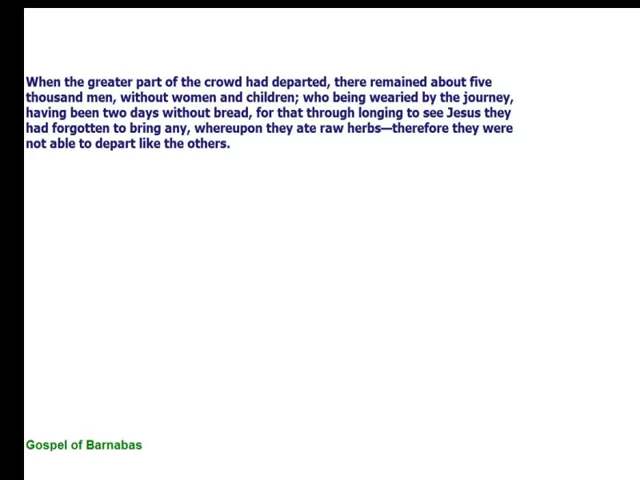 When the greater part of the crowd had departed, there remained about five
thousand men, without women and children; who being wearied by the journey,
having been two days without bread, for that through longing to see Jesus they
had forgotten to bring any, whereupon they ate raw herbs—therefore they were
not able to depart like the others.
Gospel of Barnabas